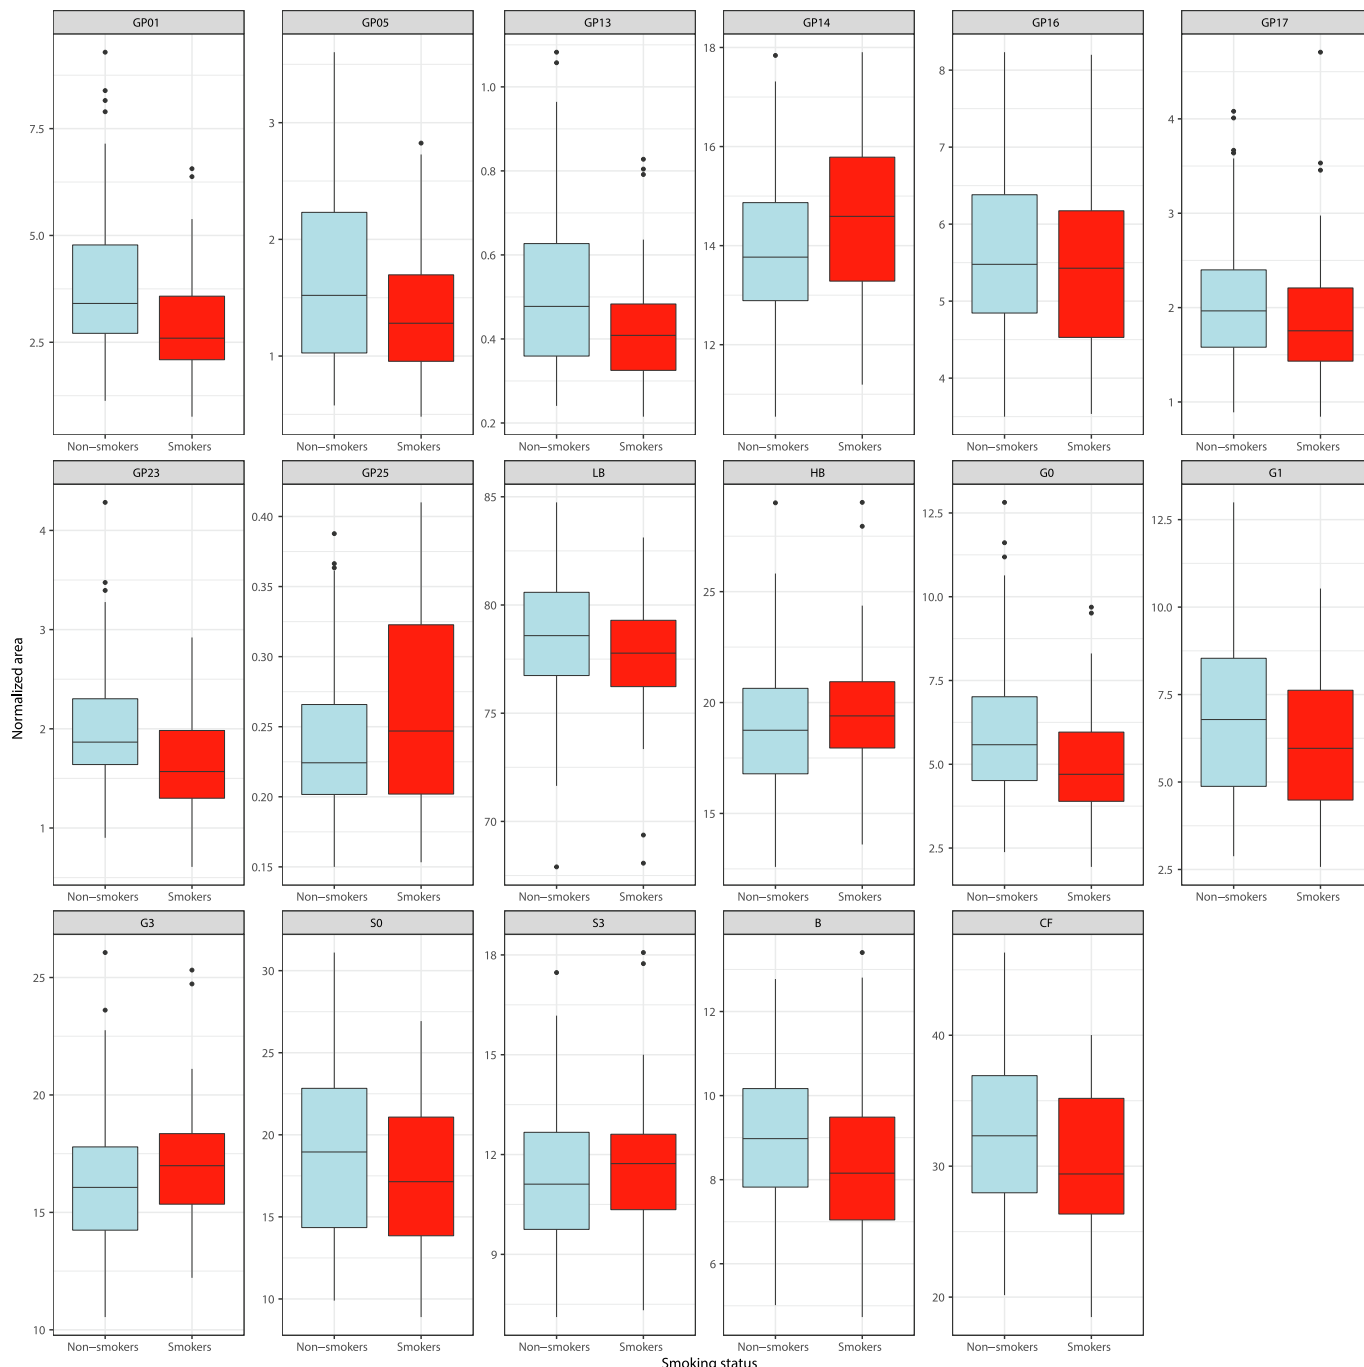 GP01 GP05 GP13 GP14 GP16 GP17
7.5 5.0 2.5
3 2 1
1.0 0.8 0.6 0.4 0.2
18 16 14 12
8 7 6 5 4
4 3 2 1
Non−smokers Smokers Non−smokers Smokers Non−smokers Smokers Non−smokers Smokers Non−smokers Smokers Non−smokers Smokers
GP23 GP25 LB HB G0 G1
4 3 2 1
0.40 0.35 0.30 0.25 0.20 0.15
85 80 75 70
25 20 15
12.5 10.0 7.5 5.0 2.5
12.5 10.0 7.5 5.0 2.5
Normalized area
Non−smokers Smokers Non−smokers Smokers Non−smokers Smokers Non−smokers Smokers Non−smokers Smokers Non−smokers Smokers
G3 S0 S3 B CF
25 20 15 10
30 25 20 15 10
18 15 12 9
12 10 8 6
40 30 20
Non−smokers Smokers Non−smokers Smokers Non−smokers Smokers Non−smokers Smokers Non−smokers Smokers
Smoking status